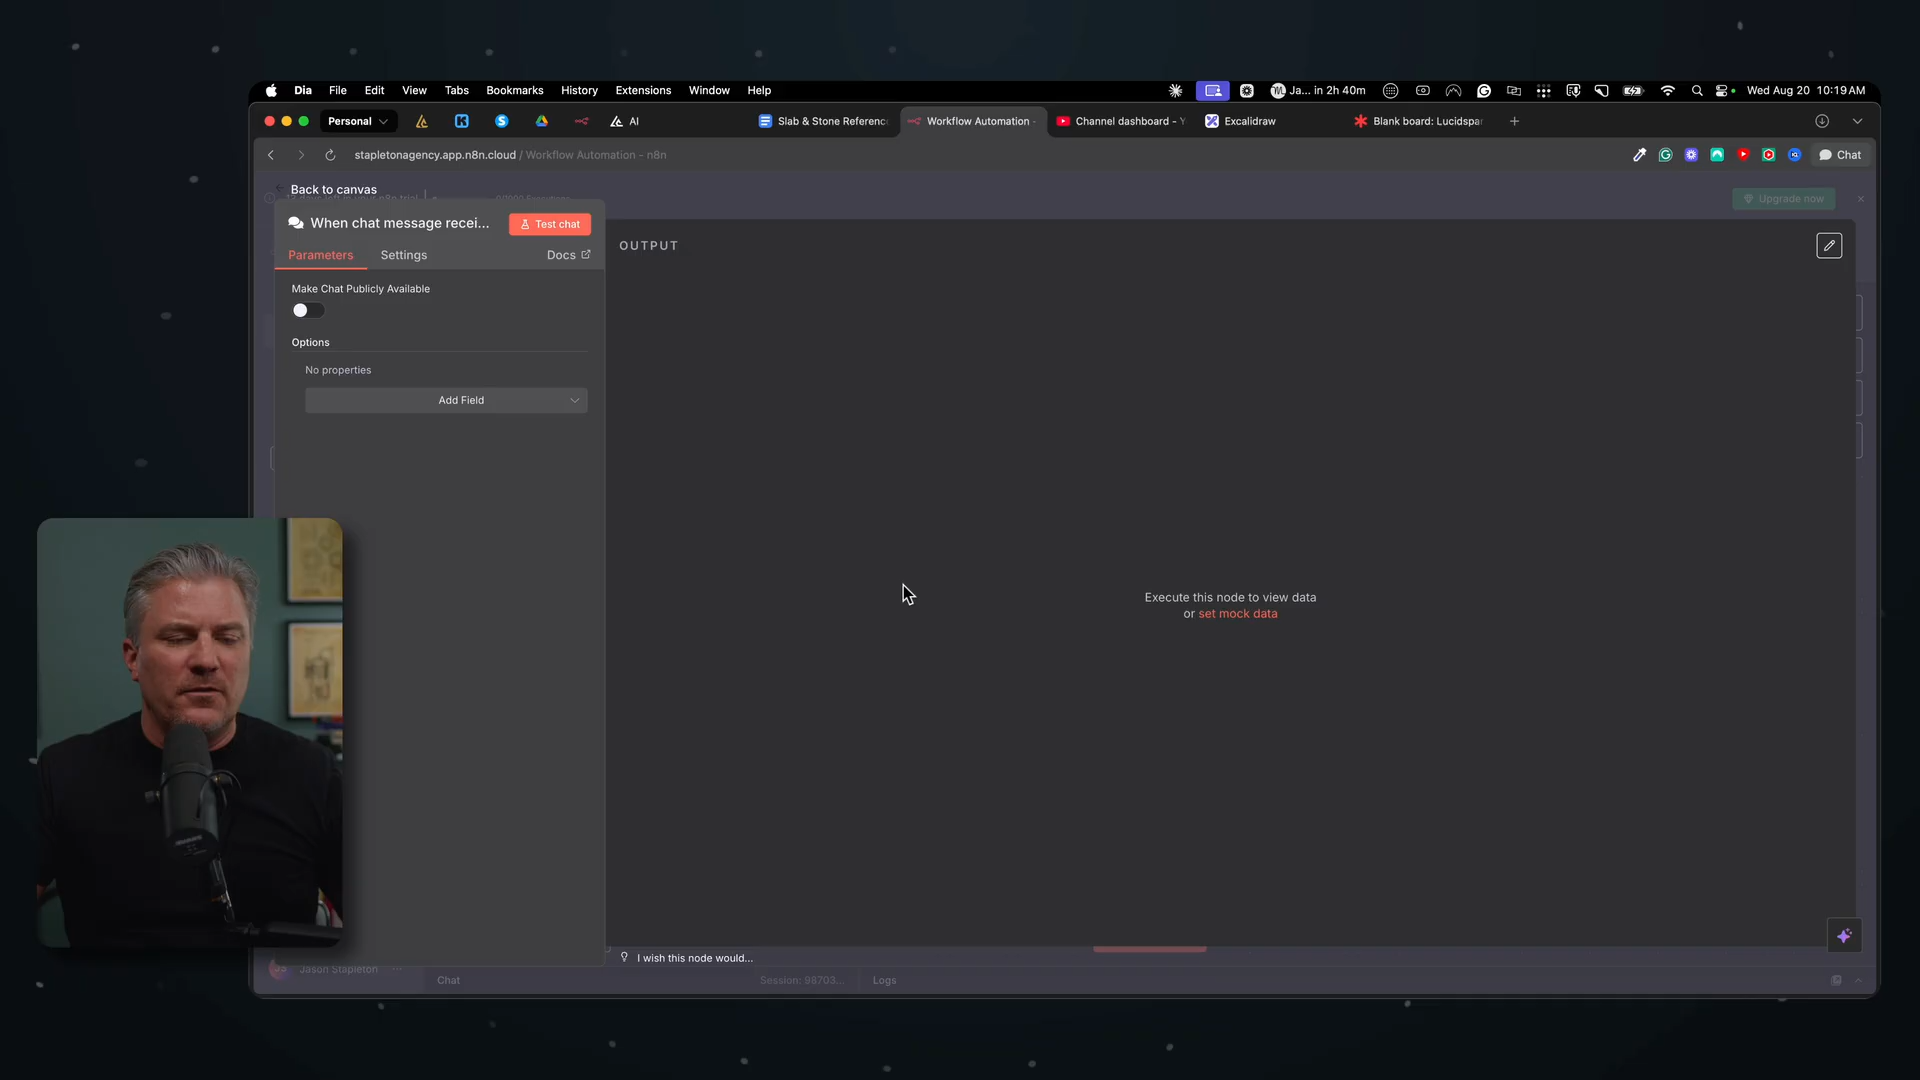 Dia File Edit View Tabs Bookmarks History Extensions Window Help
Ja... in 2h 40m
Wed Aug 20 10:19 AM
Personal
AI
Slab & Stone Referenc
Workflow Automation -
Channel dashboard - Y
Excalidraw
Blank board: Lucidspar
stapletonagency.app.n8n.cloud / Workflow Automation - n8n
Chat
Back to canvas
Upgrade now
When chat message recei...
Test chat
Parameters
Settings
Docs
OUTPUT
Make Chat Publicly Available
Options
No properties
Add Field
Execute this node to view data
or set mock data
I wish this node would...
Jason Stapleton
Chat
Session: 98703...
Logs